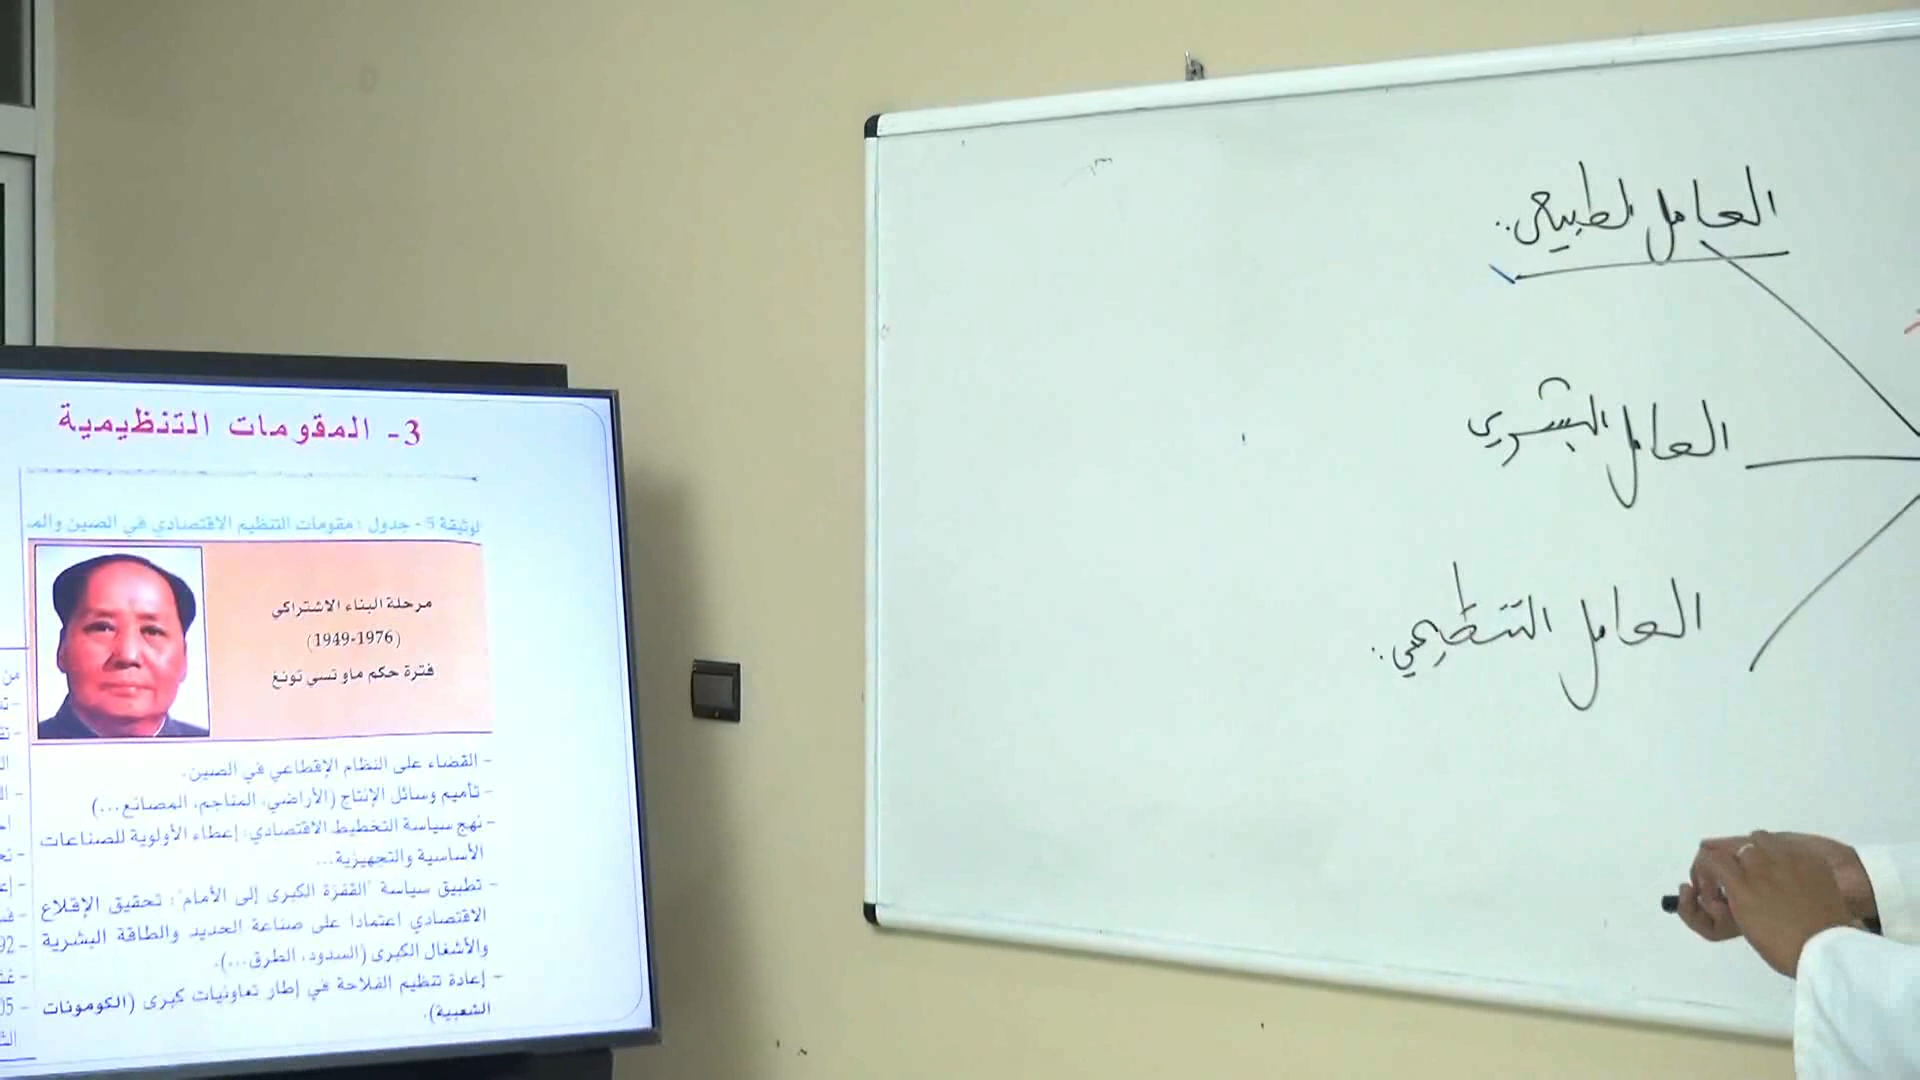 العامل الطبيعي:
العامل البشري
العامل التنظيمي:
3- المقومات التنظيمية
الوثيقة 5 - جدول : مقومات التنظيم الاقتصادي في الصين والمـ
مرحلة البناء الاشتراكي
(1949-1976)
فترة حكم ماو تسي تونغ
- القضاء على النظام الإقطاعي في الصين.
- تأميم وسائل الإنتاج (الأراضي، المناجم، المصانع...)
- نهج سياسة التخطيط الاقتصادي: إعطاء الأولوية للصناعات
الأساسية والتجهيزية...
- تطبيق سياسة "القفزة الكبرى إلى الأمام": تحقيق الإقلاع
الاقتصادي اعتمادا على صناعة الحديد والطاقة البشرية
والأشغال الكبرى (السدود، الطرق...).
- إعادة تنظيم الفلاحة في إطار تعاونيات كبرى (الكومونات
الشعبية).
من